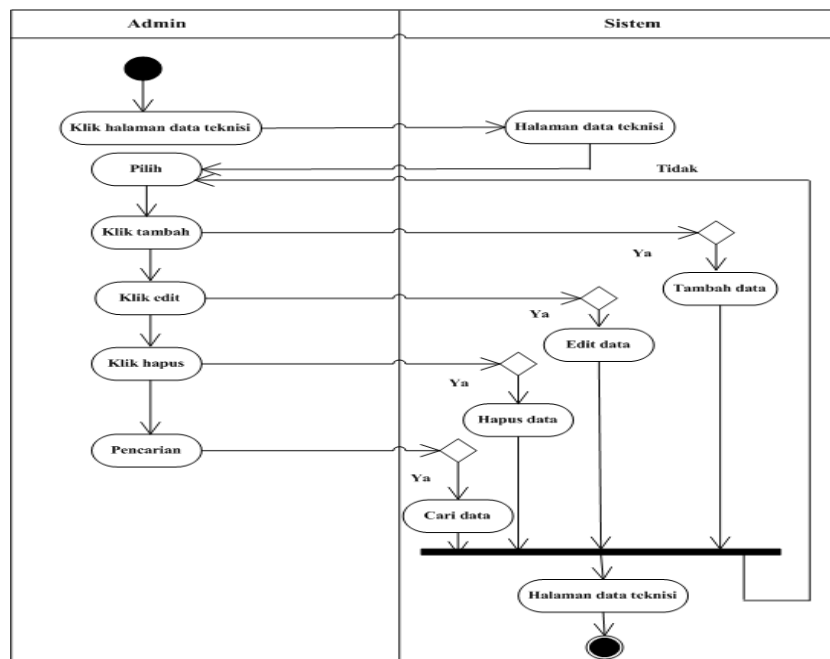 Admin
Sistem
Klik halaman data teknisi
Halaman data teknisi
Pilih
Tidak
Klik tambah
Ya
Tambah data
Klik edit
Ya
Edit data
Klik hapus
Ya
Hapus data
Pencarian
Ya
Cari data
Halaman data teknisi